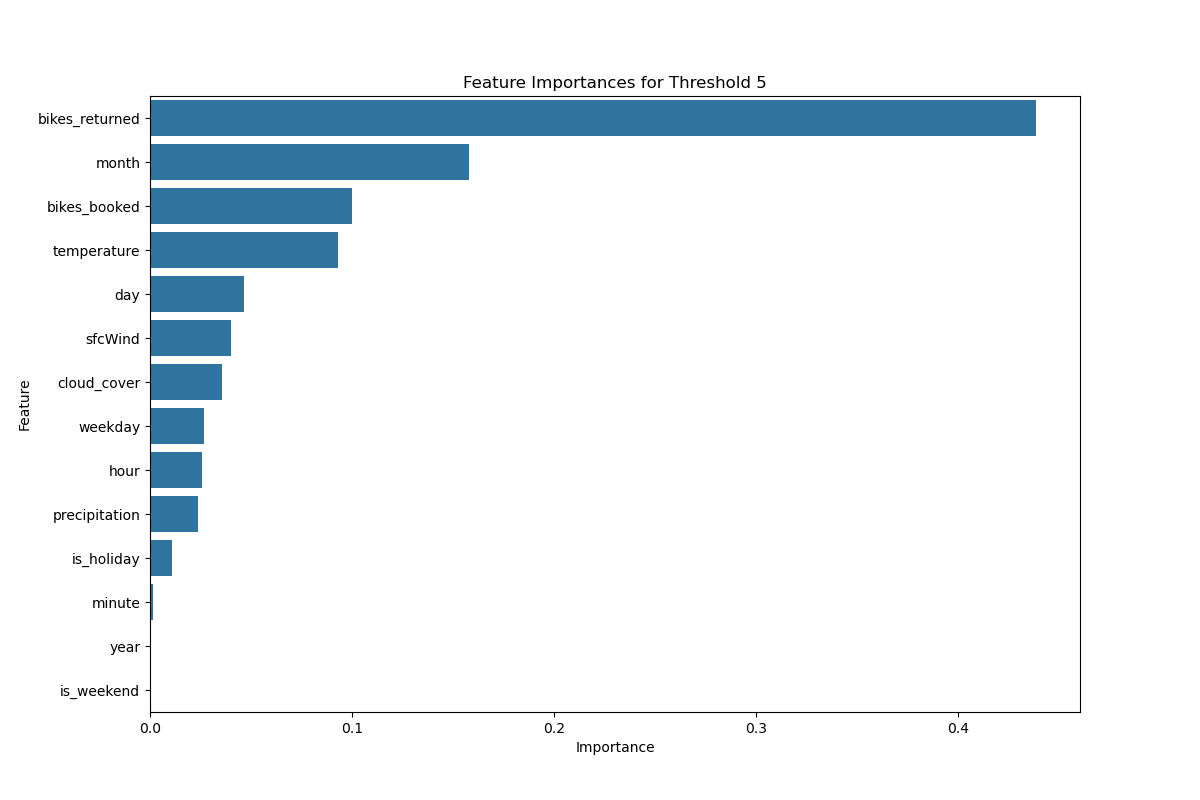 Feature Importances for Threshold 5
bikes_returned
month
bikes_booked
temperature
day
sfcWind
cloud_cover
weekday
hour
precipitation
is_holiday
minute
year
is_weekend
Feature
0.0 0.1 0.2 0.3 0.4
Importance